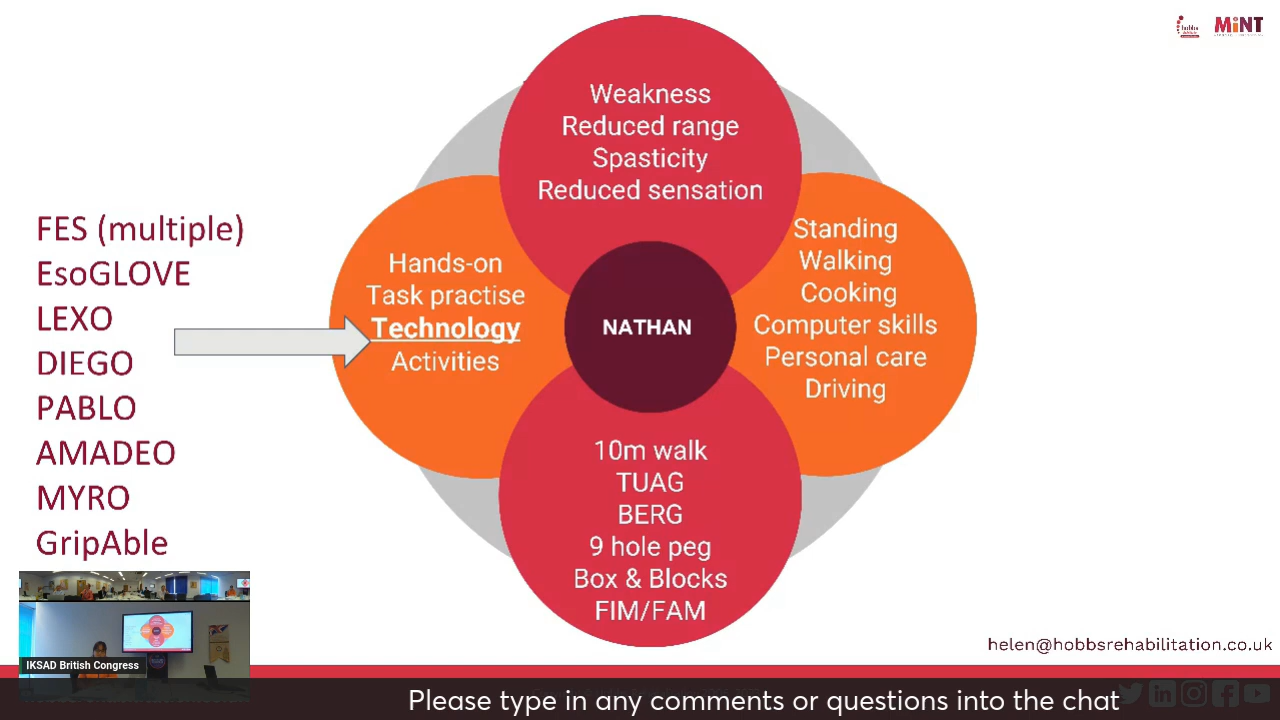 hobbs
MiNT
Weakness
Reduced range
Spasticity
Reduced sensation
FES (multiple)
EsoGLOVE
LEXO
DIEGO
PABLO
AMADEO
MYRO
GripAble
Hands-on
Task practise
Technology
Activities
NATHAN
Standing
Walking
Cooking
Computer skills
Personal care
Driving
10m walk
TUAG
BERG
9 hole peg
Box & Blocks
FIM/FAM
helen@hobbsrehabilitation.co.uk
IKSAD British Congress
Please type in any comments or questions into the chat